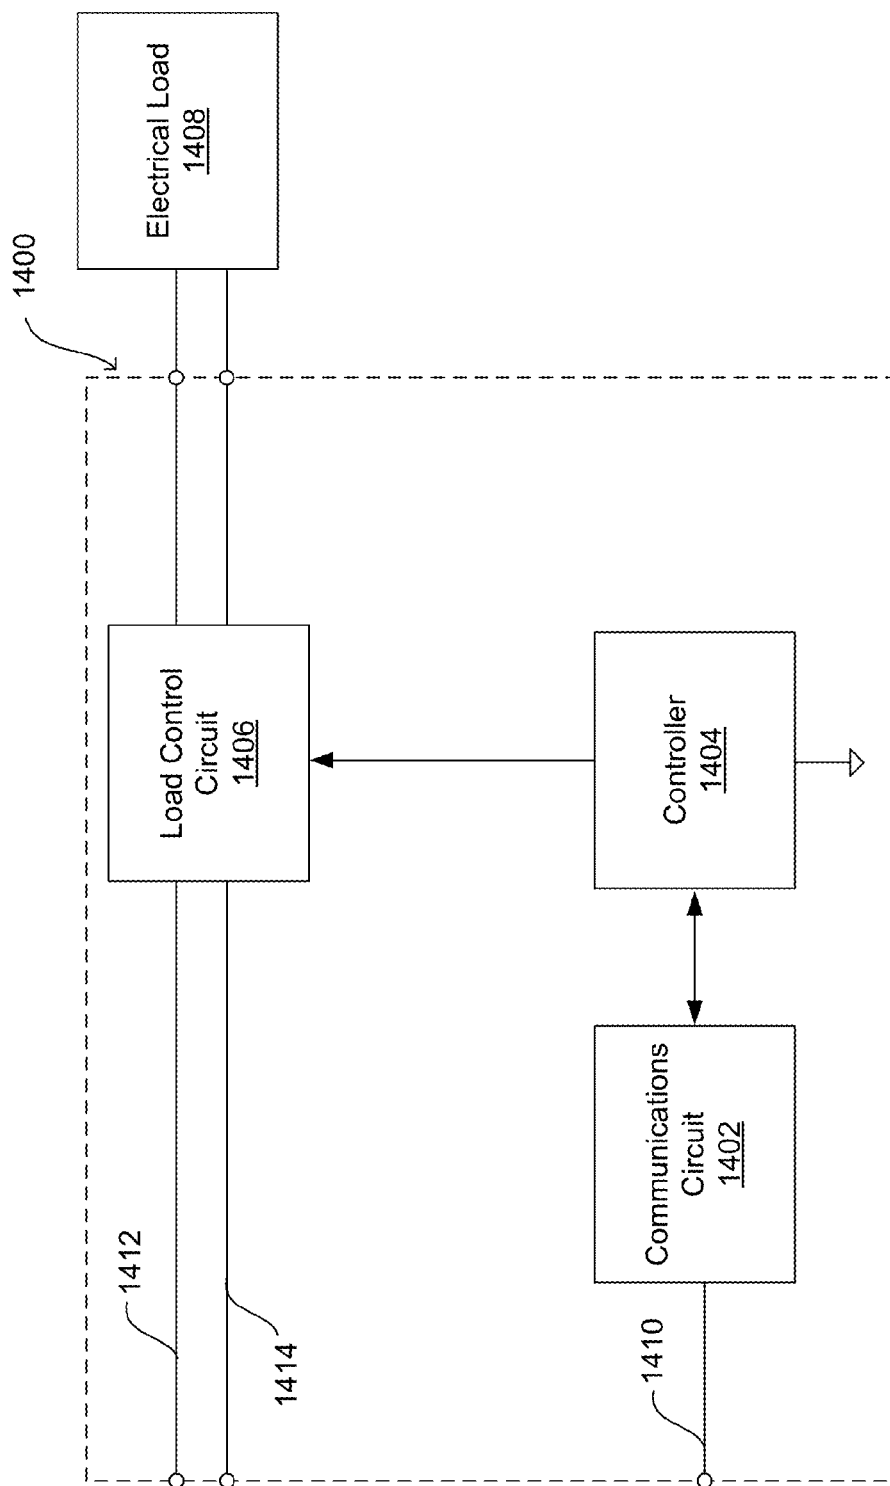 1400
Electrical Load
1408
Load Control
Circuit
1406
Controller
1404
Communications
Circuit
1402
1412
1414
1410